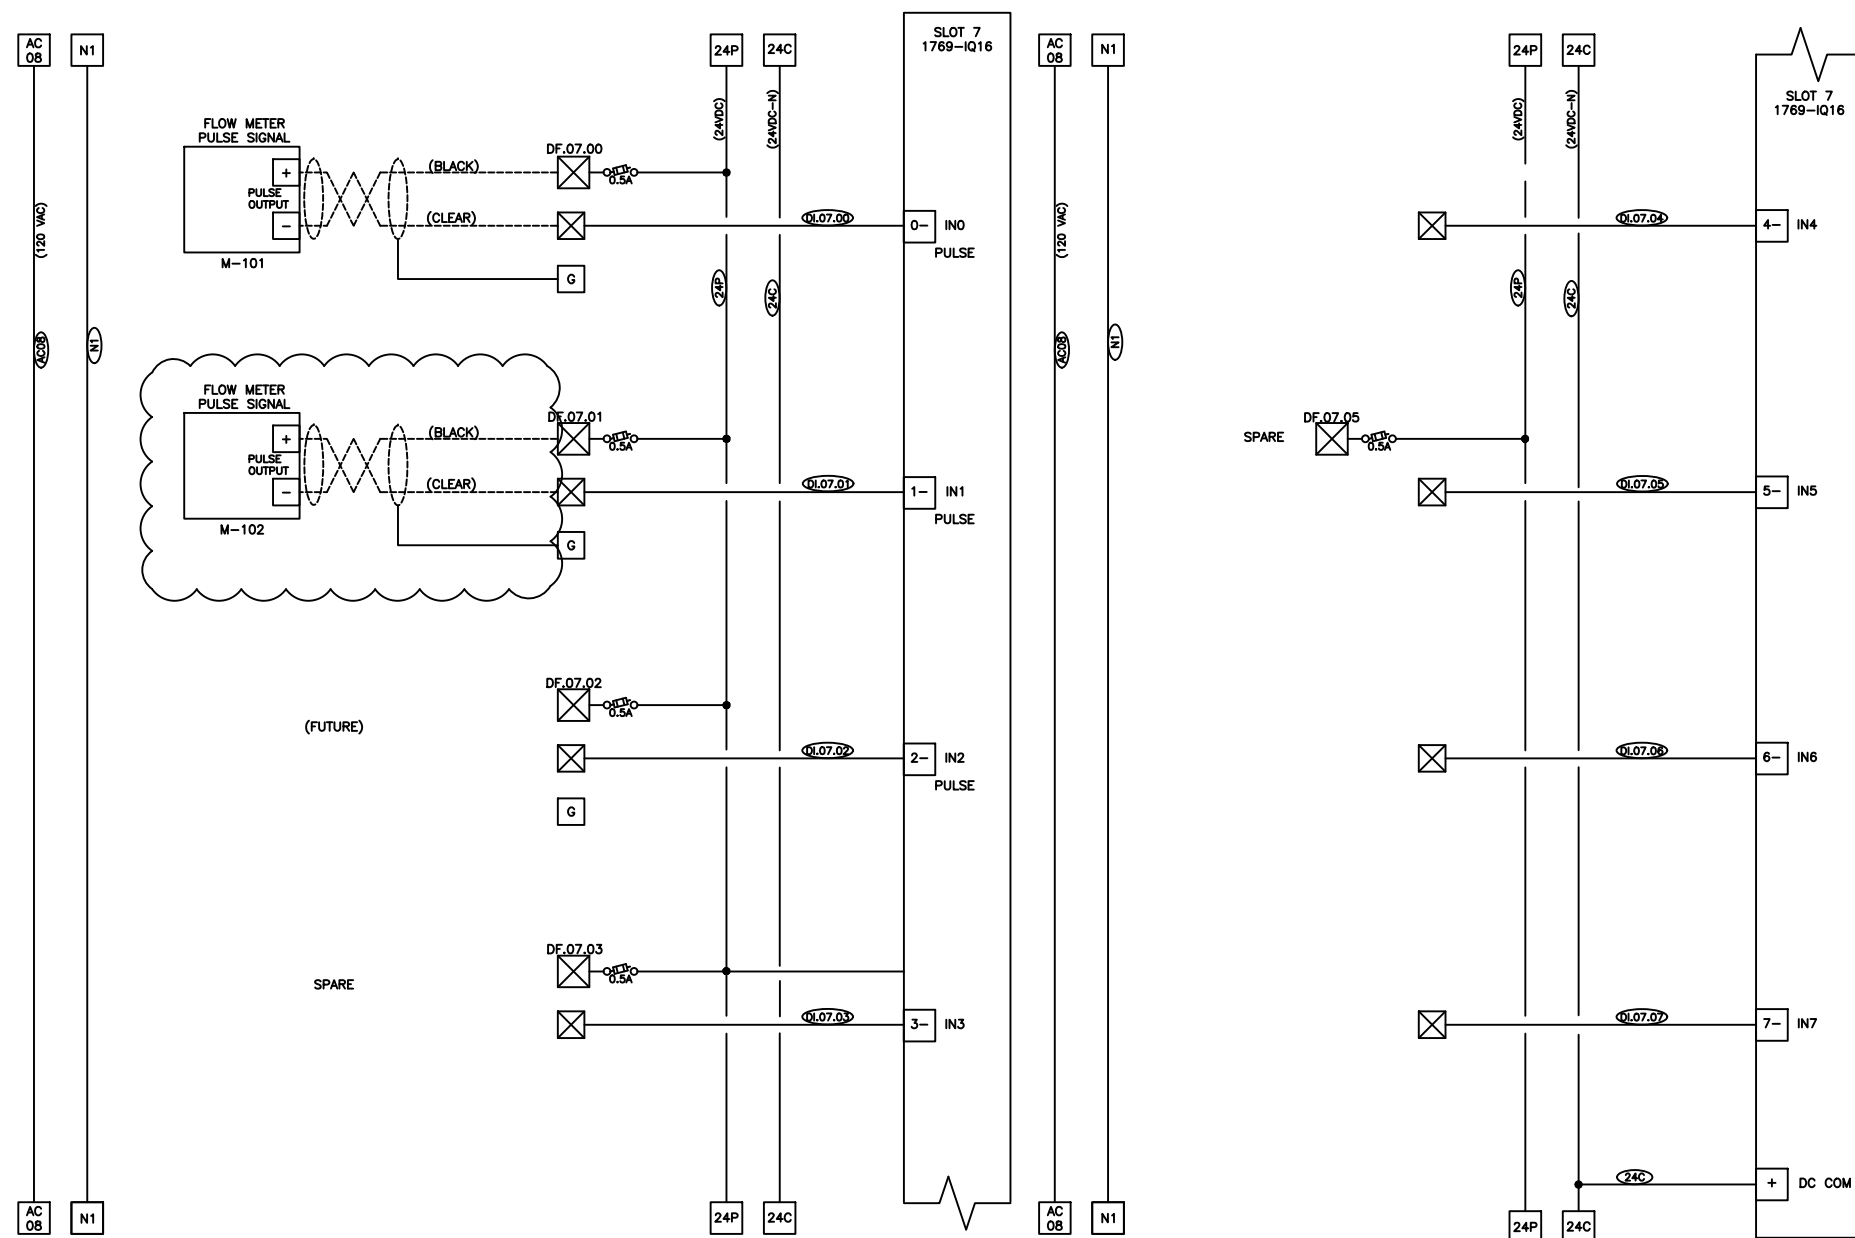 AC
08
N1
24P
24C
SLOT 7
1769-IQ16
(120 VAC)
(24VDC)
(24VDC-N)
FLOW METER
PULSE SIGNAL
+
PULSE
OUTPUT
-
M-101
(BLACK)
(CLEAR)
DF.07.00
0.5A
DI.07.00
0-
IN0
PULSE
G
24P
24C
AC08
N1
FLOW METER
PULSE SIGNAL
+
PULSE
OUTPUT
-
M-102
(BLACK)
(CLEAR)
DF.07.01
0.5A
DI.07.01
1-
IN1
PULSE
G
(FUTURE)
DF.07.02
0.5A
DI.07.02
2-
IN2
PULSE
G
SPARE
DF.07.03
0.5A
DI.07.03
3-
IN3
AC
08
N1
24P
24C
AC
08
N1
24P
24C
SLOT 7
1769-IQ16
(120 VAC)
(24VDC)
(24VDC-N)
DI.07.04
4-
IN4
24P
24C
AC08
N1
SPARE
DF.07.05
0.5A
DI.07.05
5-
IN5
DI.07.06
6-
IN6
DI.07.07
7-
IN7
24C
+
DC COM
AC
08
N1
24P
24C